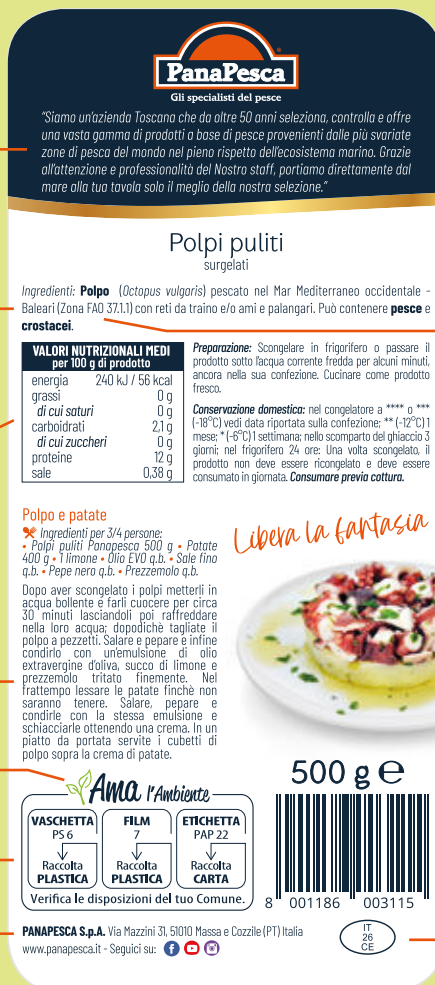 PanaPesca
Gli specialisti del pesce
"Siamo un'azienda Toscana che da oltre 50 anni seleziona, controlla e offre
una vasta gamma di prodotti a base di pesce provenienti dalle più svariate
zone di pesca del mondo nel pieno rispetto dell'ecosistema marino. Grazie
all'attenzione e professionalità del Nostro staff, portiamo direttamente dal
mare alla tua tavola solo il meglio della nostra selezione."
Polpi puliti
surgelati
Ingredienti: Polpo (Octopus vulgaris) pescato nel Mar Mediterraneo occidentale -
Baleari (Zona FAO 37.1.1) con reti da traino e/o ami e palangari. Può contenere pesce e
crostacei.
VALORI NUTRIZIONALI MEDI
per 100 g di prodotto
energia 240 kJ / 56 kcal
grassi 0 g
di cui saturi 0 g
carboidrati 2,1 g
di cui zuccheri 0 g
proteine 12 g
sale 0,38 g
Preparazione: Scongelare in frigorifero o passare il
prodotto sotto l'acqua corrente fredda per alcuni minuti,
ancora nella sua confezione. Cucinare come prodotto
fresco.
Conservazione domestica: nel congelatore a **** o ***
(-18°C) vedi data riportata sulla confezione; ** (-12°C) 1
mese; * (-6°C) 1 settimana; nello scomparto del ghiaccio 3
giorni; nel frigorifero 24 ore: Una volta scongelato, il
prodotto non deve essere ricongelato e deve essere
consumato in giornata. Consumare previa cottura.
Polpo e patate
Ingredienti per 3/4 persone:
• Polpi puliti Panapesca 500 g • Patate
400 g • 1 limone • Olio EVO q.b. • Sale fino
q.b. • Pepe nero q.b. • Prezzemolo q.b.
Dopo aver scongelato i polpi metterli in
acqua bollente e farli cuocere per circa
30 minuti lasciandoli poi raffreddare
nella loro acqua; dopodichè tagliate il
polpo a pezzetti. Salare e pepare e infine
condirlo con un'emulsione di olio
extravergine d'oliva, succo di limone e
prezzemolo tritato finemente. Nel
frattempo lessare le patate finchè non
saranno tenere. Salare, pepare e
condirle con la stessa emulsione e
schiacciarle ottenendo una crema. In un
piatto da portata servite i cubetti di
polpo sopra la crema di patate.
Libera la fantasia
500 g ℮
Ama l'Ambiente
VASCHETTA
PS 6
Raccolta
PLASTICA
FILM
7
Raccolta
PLASTICA
ETICHETTA
PAP 22
Raccolta
CARTA
Verifica le disposizioni del tuo Comune.
8 001186 003115
PANAPESCA S.p.A. Via Mazzini 31, 51010 Massa e Cozzile (PT) Italia
www.panapesca.it - Seguici su:
IT
26
CE